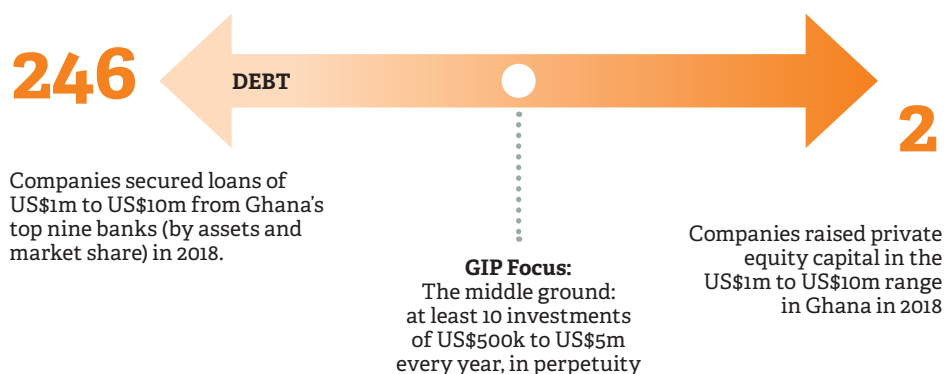 246
DEBT
2
Companies secured loans of
US$1m to US$10m from Ghana's
top nine banks (by assets and
market share) in 2018.
GIP Focus:
The middle ground:
at least 10 investments
of US$500k to US$5m
every year, in perpetuity
Companies raised private
equity capital in the
US$1m to US$10m range
in Ghana in 2018